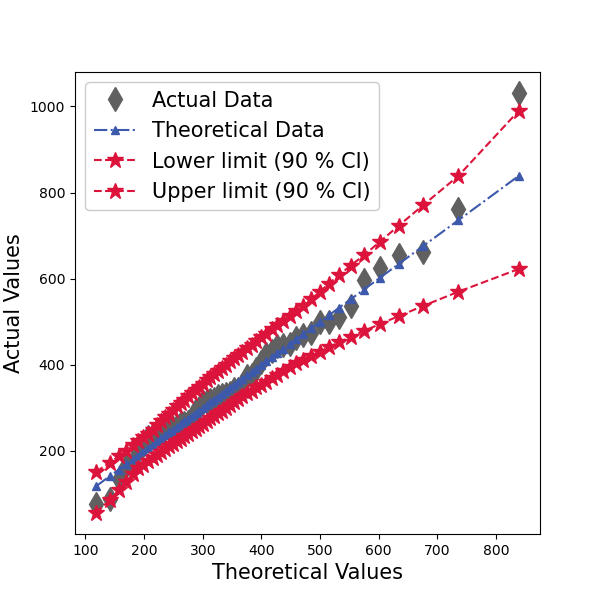 Actual Data
Theoretical Data
Lower limit (90 % CI)
Upper limit (90 % CI)
1000
800
600
400
200
Actual Values
100 200 300 400 500 600 700 800
Theoretical Values